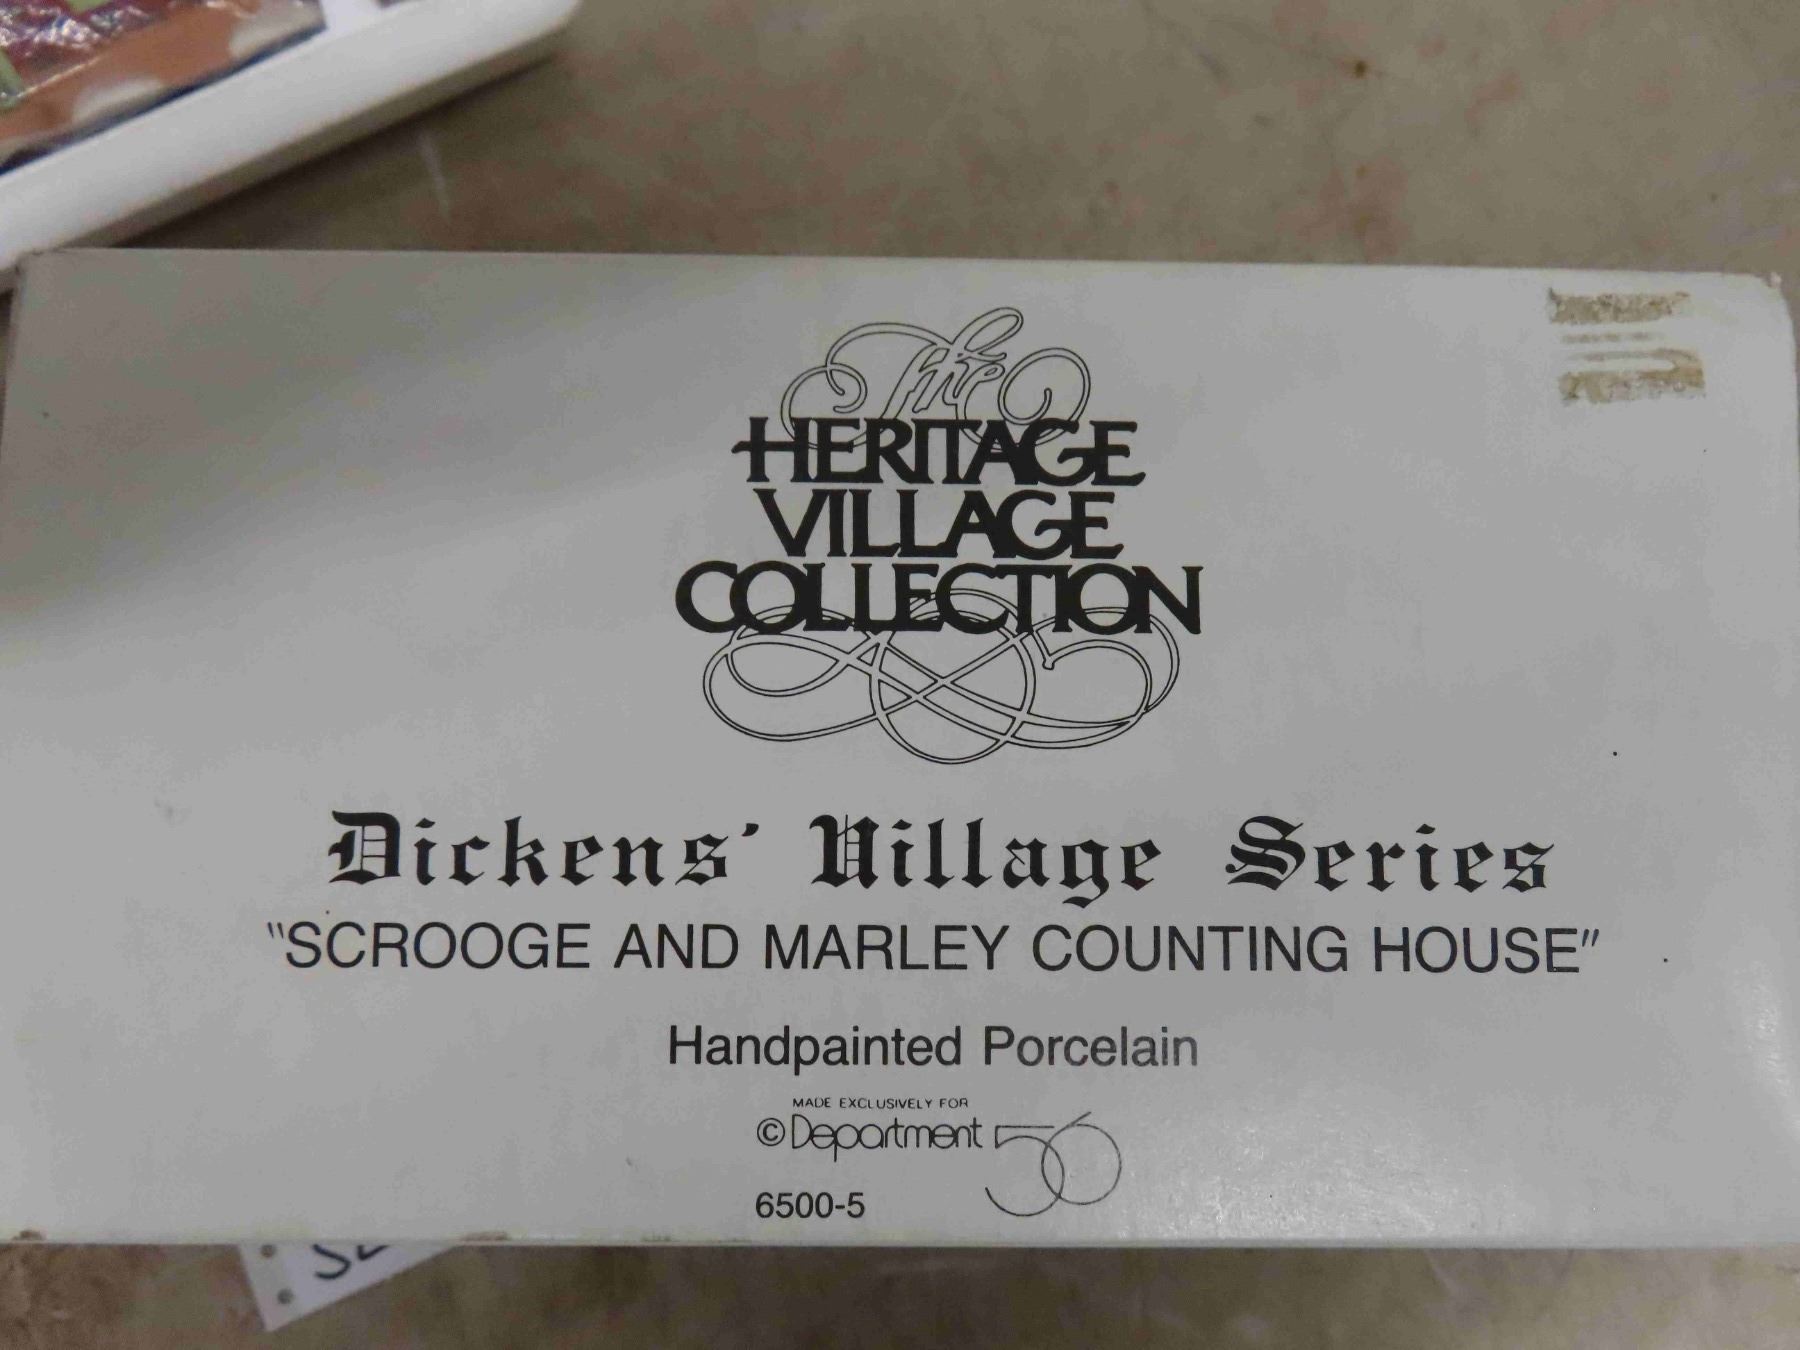 The
HERITAGE
VILLAGE
COLLECTION
Dickens' Village Series
"SCROOGE AND MARLEY COUNTING HOUSE"
Handpainted Porcelain
MADE EXCLUSIVELY FOR
© Department 56
6500-5